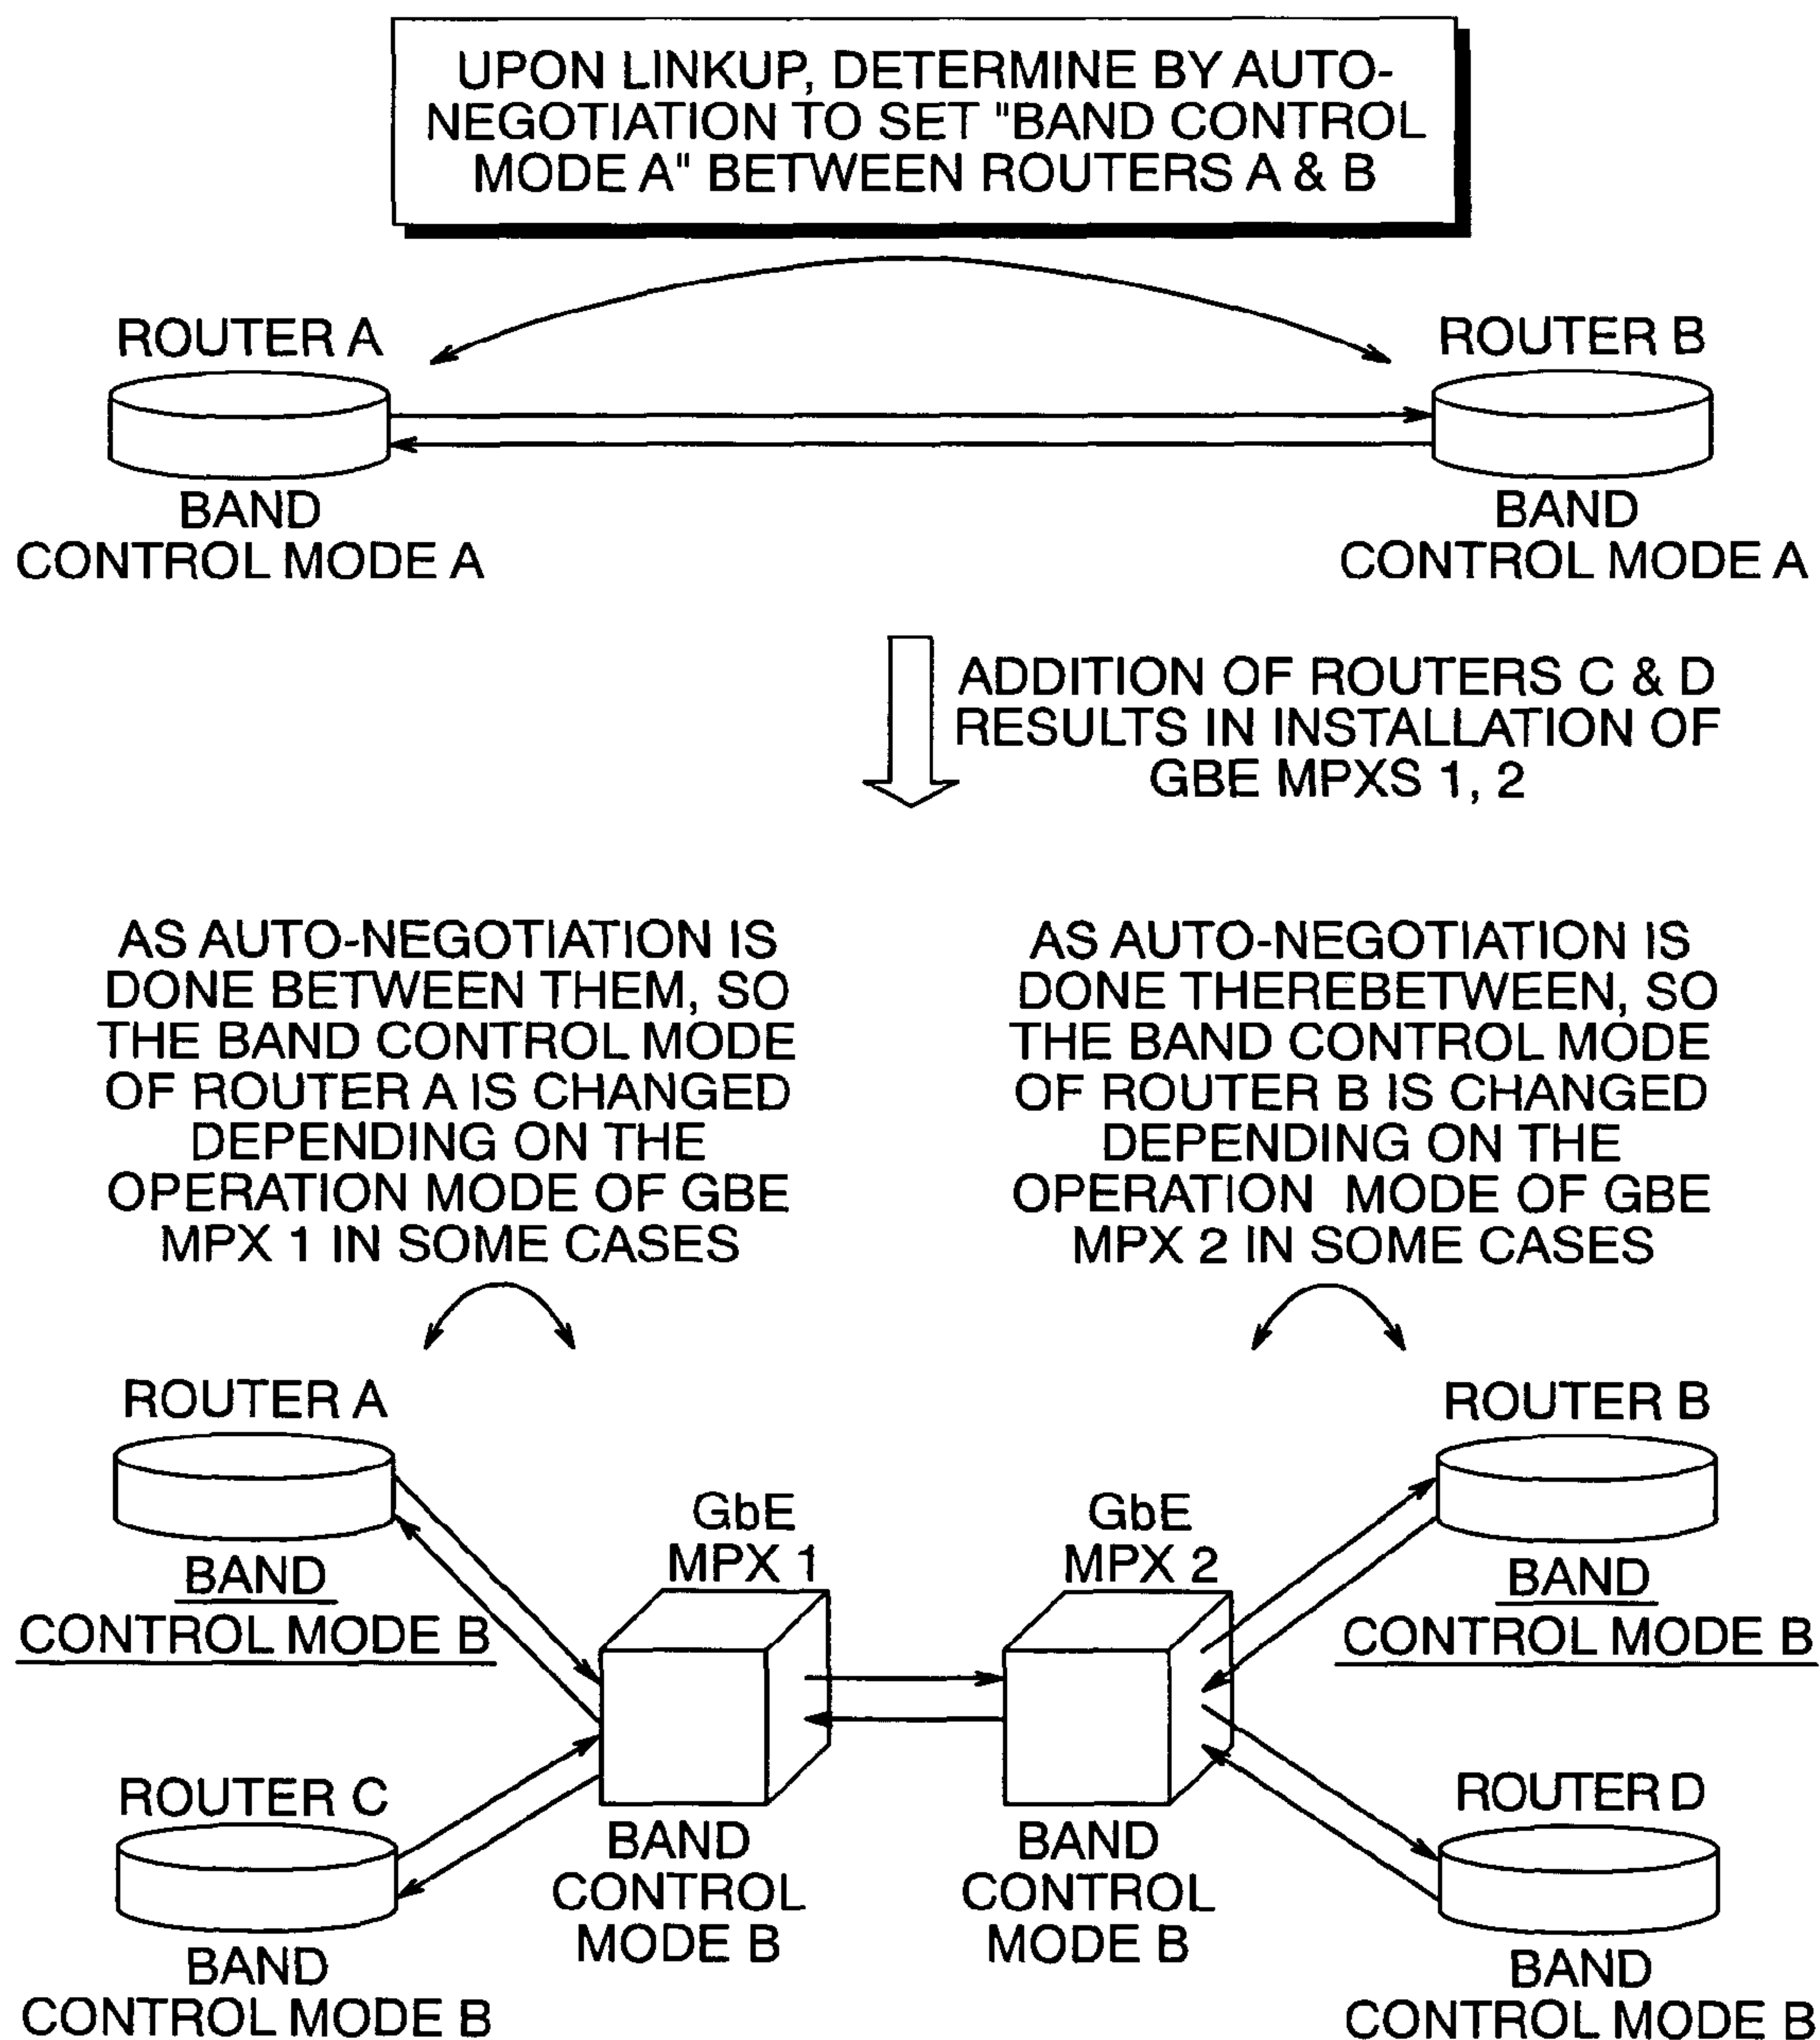 UPON LINKUP, DETERMINE BY AUTO-
NEGOTIATION TO SET "BAND CONTROL
MODE A" BETWEEN ROUTERS A & B
ROUTER A
ROUTER B
BAND
CONTROL MODE A
BAND
CONTROL MODE A
ADDITION OF ROUTERS C & D
RESULTS IN INSTALLATION OF
GBE MPXS 1, 2
AS AUTO-NEGOTIATION IS
DONE BETWEEN THEM, SO
THE BAND CONTROL MODE
OF ROUTER A IS CHANGED
DEPENDING ON THE
OPERATION MODE OF GBE
MPX 1 IN SOME CASES
AS AUTO-NEGOTIATION IS
DONE THEREBETWEEN, SO
THE BAND CONTROL MODE
OF ROUTER B IS CHANGED
DEPENDING ON THE
OPERATION MODE OF GBE
MPX 2 IN SOME CASES
ROUTER A
BAND
CONTROL MODE B
GbE
MPX 1
GbE
MPX 2
ROUTER B
BAND
CONTROL MODE B
ROUTER C
BAND
CONTROL MODE B
BAND
CONTROL
MODE B
BAND
CONTROL
MODE B
ROUTER D
BAND
CONTROL MODE B